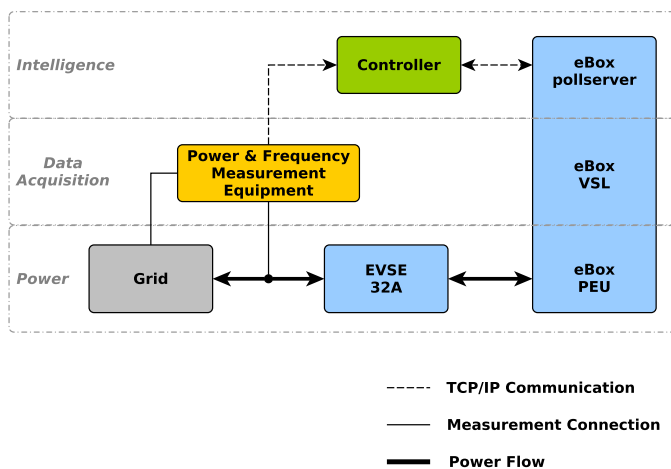 Intelligence
Controller
eBox
pollserver
Data
Acquisition
Power & Frequency
Measurement
Equipment
eBox
VSL
Power
Grid
EVSE
32A
eBox
PEU
TCP/IP Communication
Measurement Connection
Power Flow